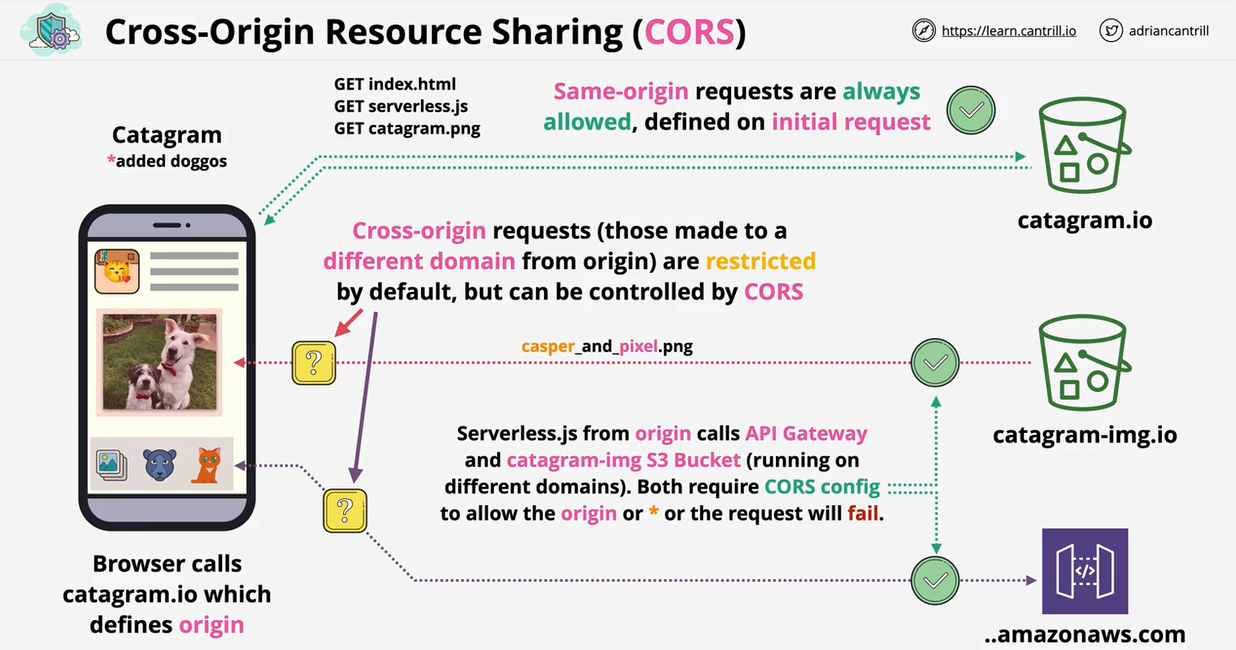 Cross-Origin Resource Sharing (CORS)
https://learn.cantrill.io
adriancantrill
GET index.html
GET serverless.js
GET catagram.png
Same-origin requests are always
allowed, defined on initial request
Catagram
*added doggos
catagram.io
Cross-origin requests (those made to a
different domain from origin) are restricted
by default, but can be controlled by CORS
?
casper_and_pixel.png
catagram-img.io
Serverless.js from origin calls API Gateway
and catagram-img S3 Bucket (running on
different domains). Both require CORS config
to allow the origin or * or the request will fail.
?
</>
Browser calls
catagram.io which
defines origin
..amazonaws.com